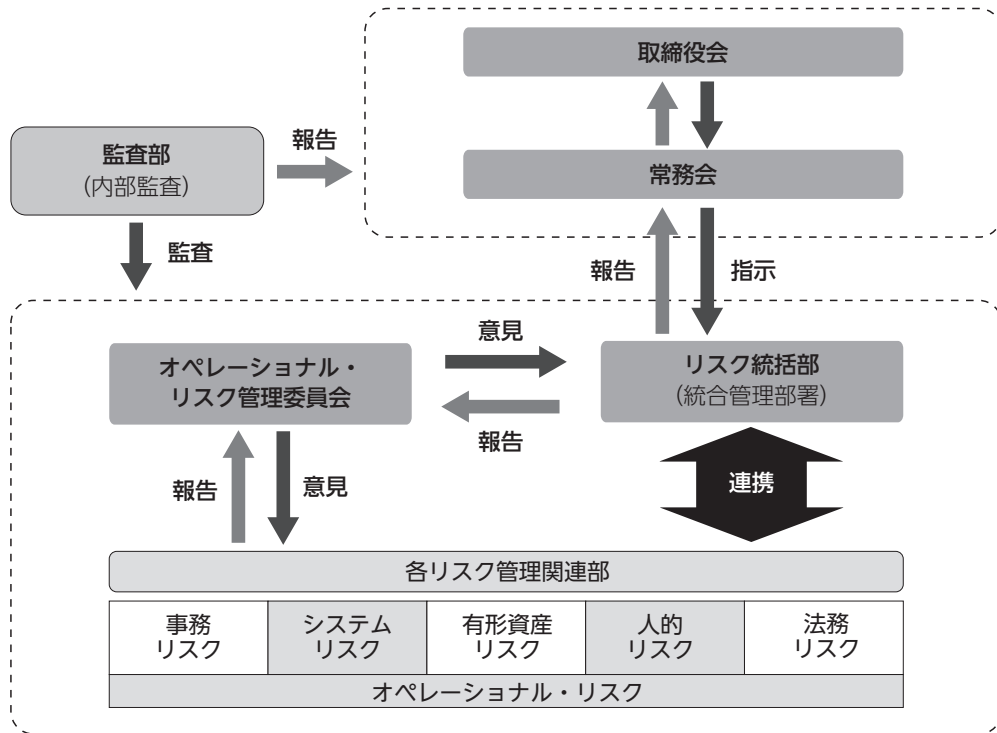 取締役会
監査部
(内部監査)
報告
常務会
監査
報告
指示
オペレーショナル・
リスク管理委員会
意見
リスク統括部
(統合管理部署)
報告
報告
意見
連携
各リスク管理関連部
事務
リスク
システム
リスク
有形資産
リスク
人的
リスク
法務
リスク
オペレーショナル・リスク